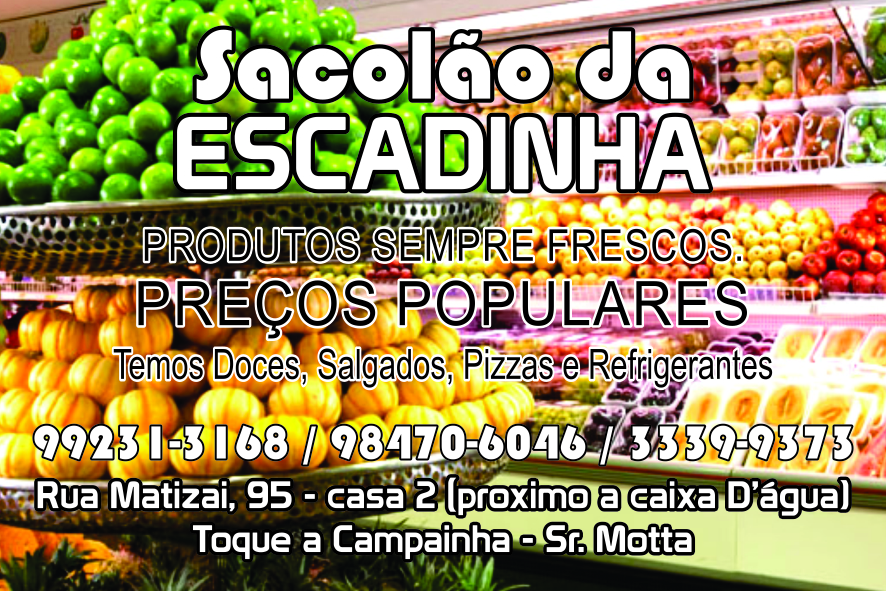 Sacolão da
ESCADINHA
PRODUTOS SEMPRE FRESCOS.
PREÇOS POPULARES
Temos Doces, Salgados, Pizzas e Refrigerantes
99231-3168 / 98470-6046 / 3339-9373
Rua Matizai, 95 - casa 2 (proximo a caixa D'água)
Toque a Campainha - Sr. Motta